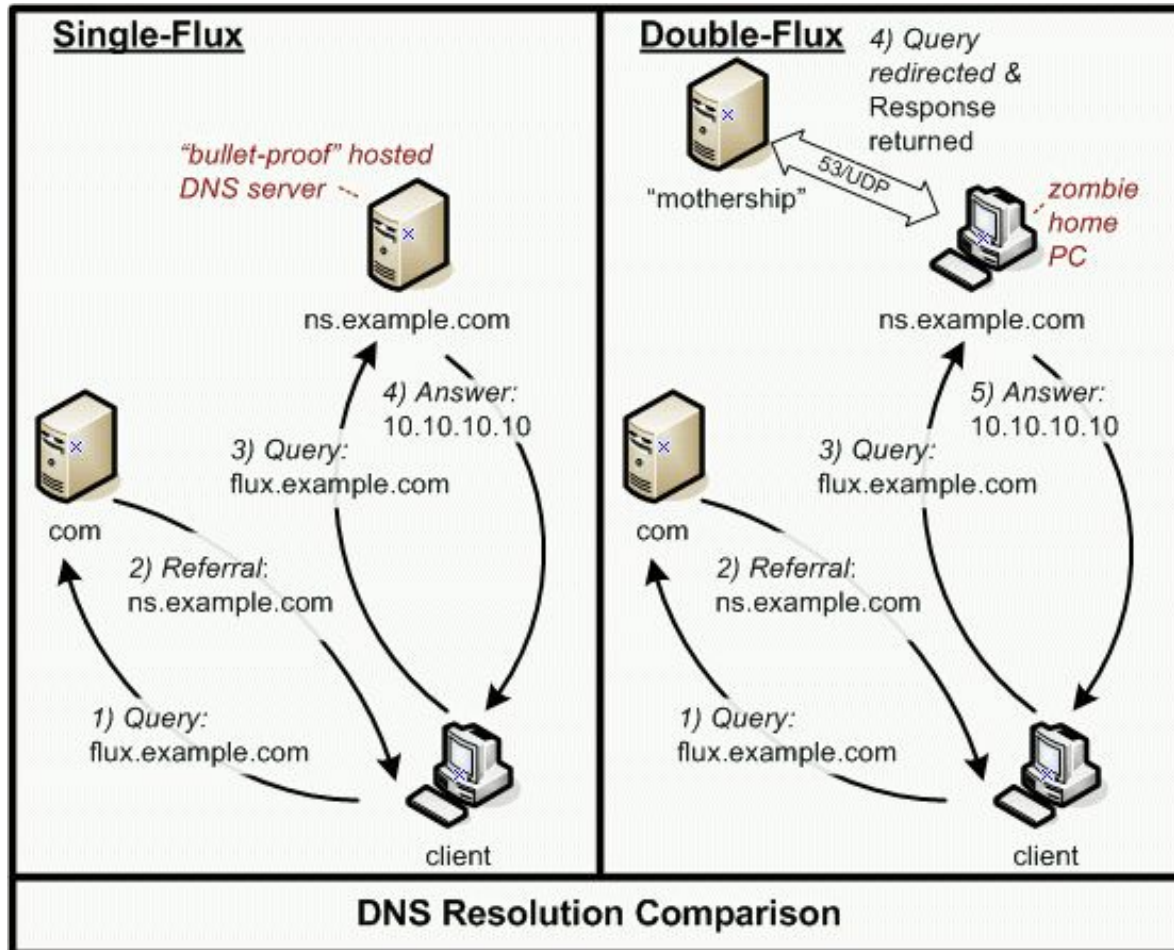 Single-Flux
"bullet-proof" hosted
DNS server
ns.example.com
4) Answer:
10.10.10.10
3) Query:
flux.example.com
com
2) Referral:
ns.example.com
1) Query:
flux.example.com
client
Double-Flux
4) Query
redirected &
Response
returned
53/UDP
"mothership"
zombie
home
PC
ns.example.com
5) Answer:
10.10.10.10
3) Query:
flux.example.com
com
2) Referral:
ns.example.com
1) Query:
flux.example.com
client
DNS Resolution Comparison